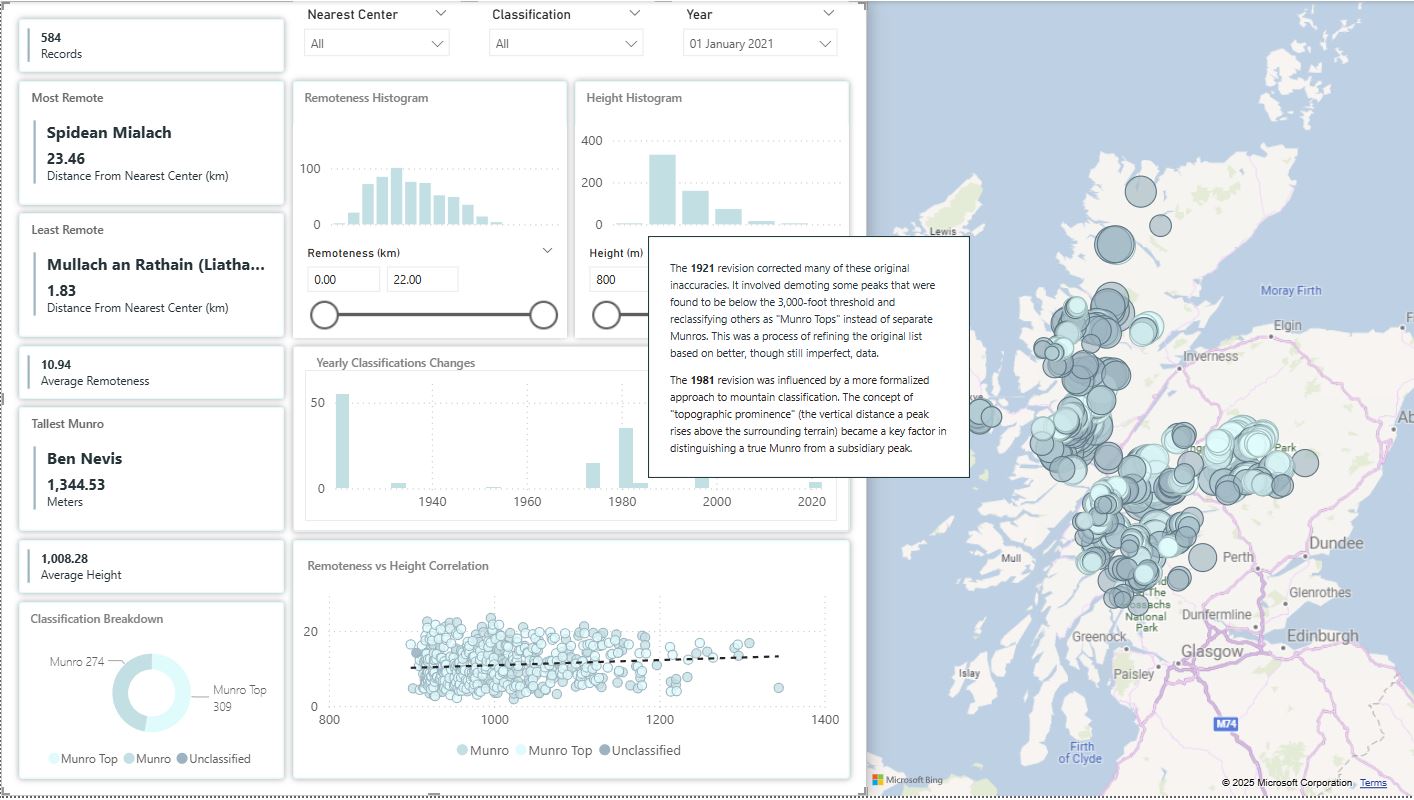 584
Records
Nearest Center
All
Classification
All
Year
01 January 2021
Most Remote
Spidean Mialach
23.46
Distance From Nearest Center (km)
Least Remote
Mullach an Rathain (Liatha...
1.83
Distance From Nearest Center (km)
10.94
Average Remoteness
Tallest Munro
Ben Nevis
1,344.53
Meters
1,008.28
Average Height
Classification Breakdown
Munro 274
Munro Top
309
Munro Top Munro Unclassified
Remoteness Histogram
100
0
Remoteness (km)
0.00 22.00
Height Histogram
400
200
0
Height (m)
800
Yearly Classifications Changes
50
0
1940 1960 1980 2000 2020
The 1921 revision corrected many of these original
inaccuracies. It involved demoting some peaks that were
found to be below the 3,000-foot threshold and
reclassifying others as "Munro Tops" instead of separate
Munros. This was a process of refining the original list
based on better, though still imperfect, data.
The 1981 revision was influenced by a more formalized
approach to mountain classification. The concept of
"topographic prominence" (the vertical distance a peak
rises above the surrounding terrain) became a key factor in
distinguishing a true Munro from a subsidiary peak.
Remoteness vs Height Correlation
20
0
800 1000 1200 1400
Munro Munro Top Unclassified
Lewis
Moray Firth
Elgin
Inverness
Park
Mull
Perth
Dundee
The
National
Park
Glenrothes
Dunfermline
Greenock
Edinburgh
Glasgow
Paisley
Islay
M74
Firth
of Clyde
Microsoft Bing
© 2025 Microsoft Corporation Terms